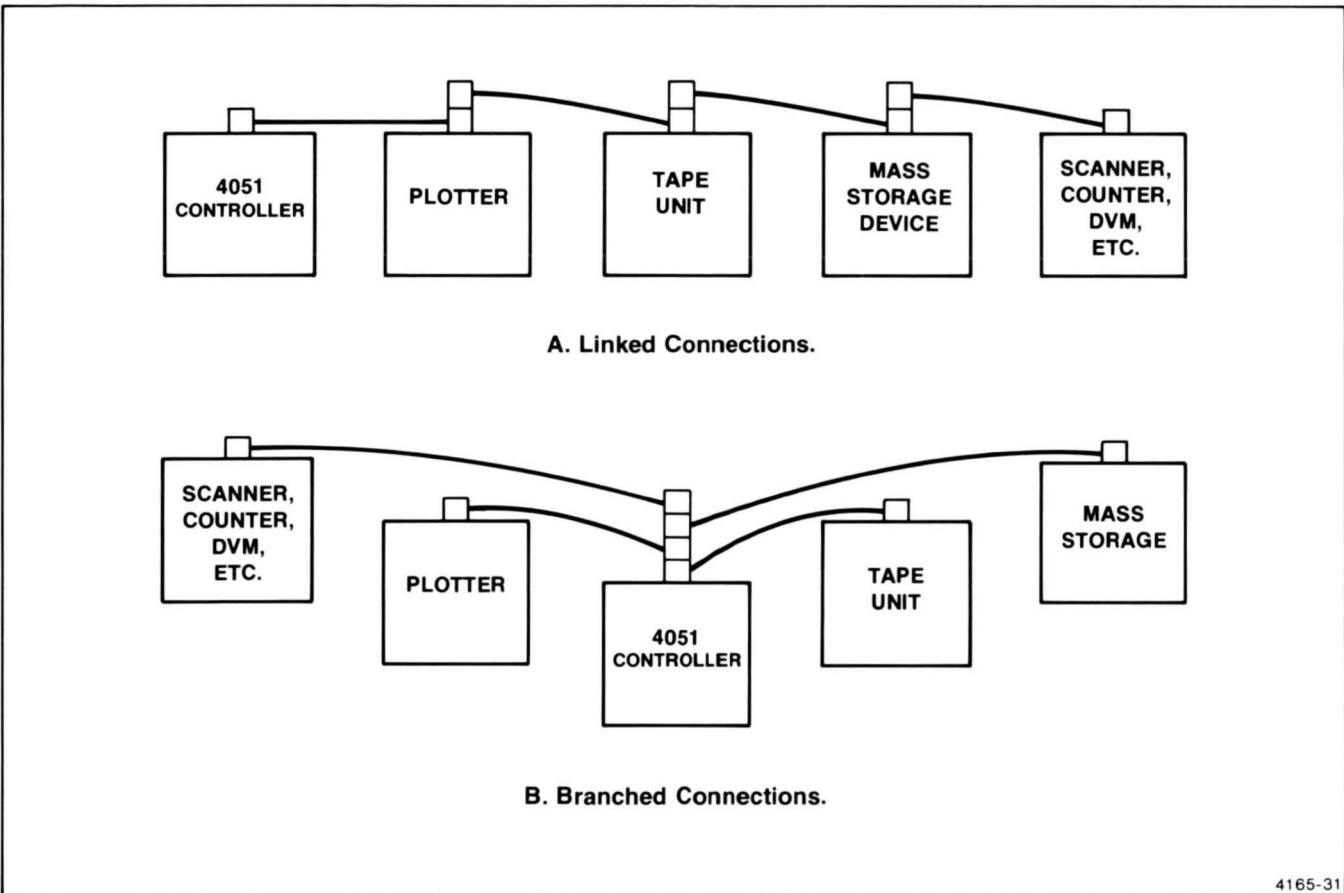 4051
CONTROLLER
PLOTTER
TAPE
UNIT
MASS
STORAGE
DEVICE
SCANNER,
COUNTER,
DVM,
ETC.
A. Linked Connections.
SCANNER,
COUNTER,
DVM,
ETC.
PLOTTER
4051
CONTROLLER
TAPE
UNIT
MASS
STORAGE
B. Branched Connections.
4165-31